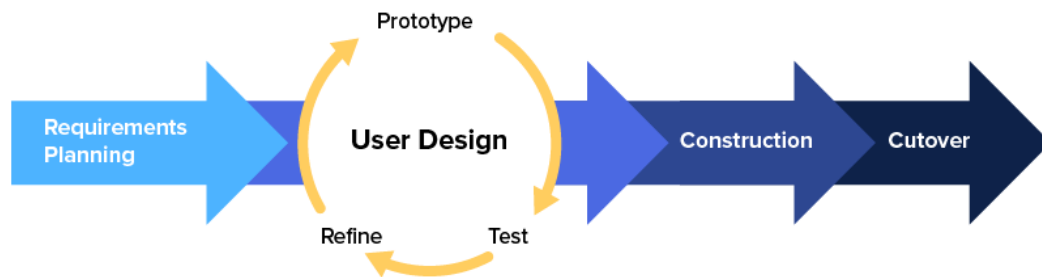 Prototype
Requirements
Planning
User Design
Construction
Cutover
Refine
Test